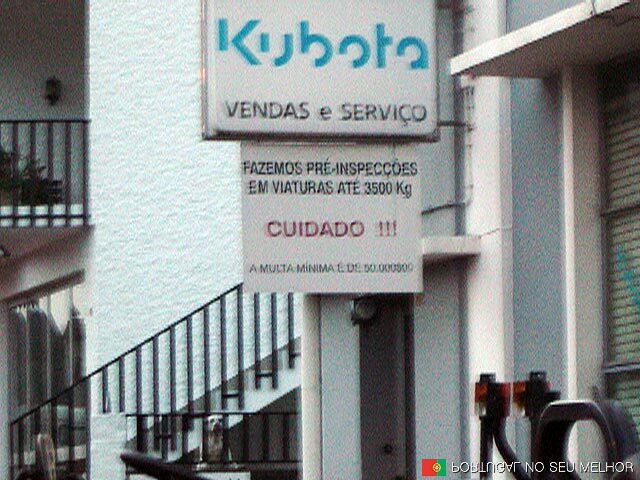 Kubota
VENDAS e SERVIÇO
FAZEMOS PRÉ-INSPECÇÕES
EM VIATURAS ATÉ 3500 Kg
CUIDADO !!!
A MULTA MÍNIMA É DE 50.000$00
PORTUGAL NO SEU MELHOR